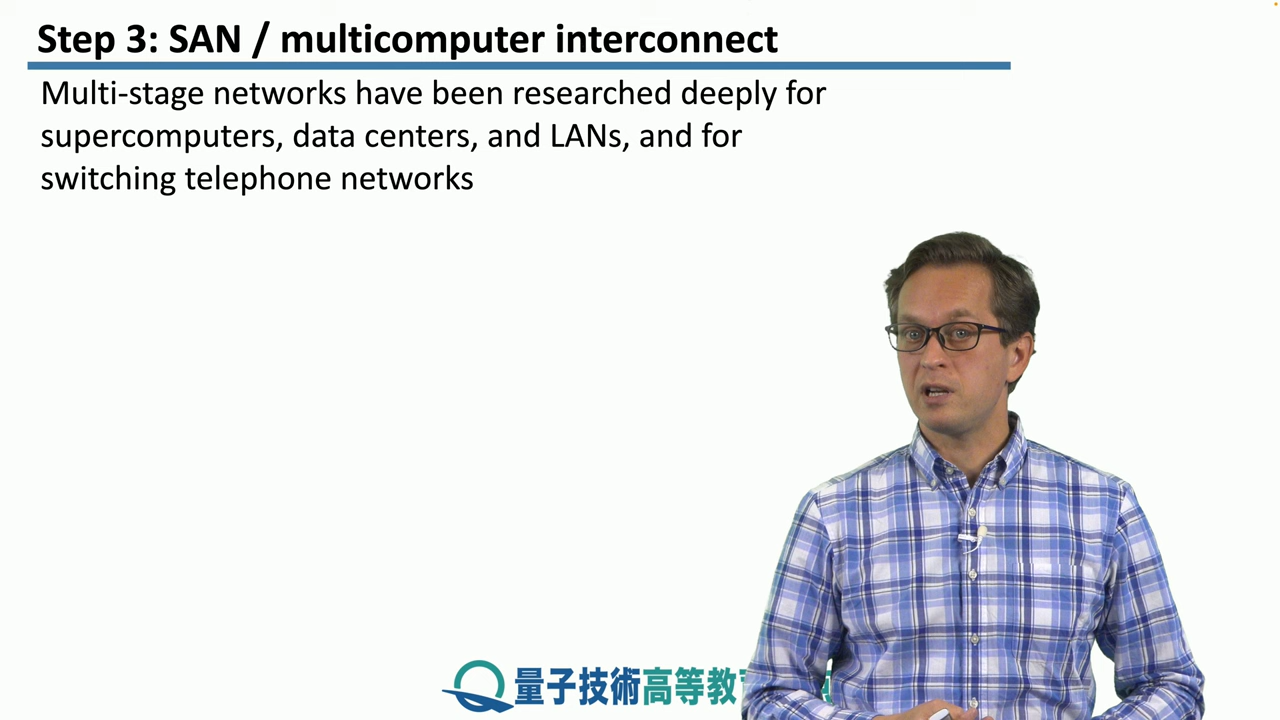 Step 3: SAN / multicomputer interconnect
Multi-stage networks have been researched deeply for
supercomputers, data centers, and LANs, and for
switching telephone networks
量子技術高等教